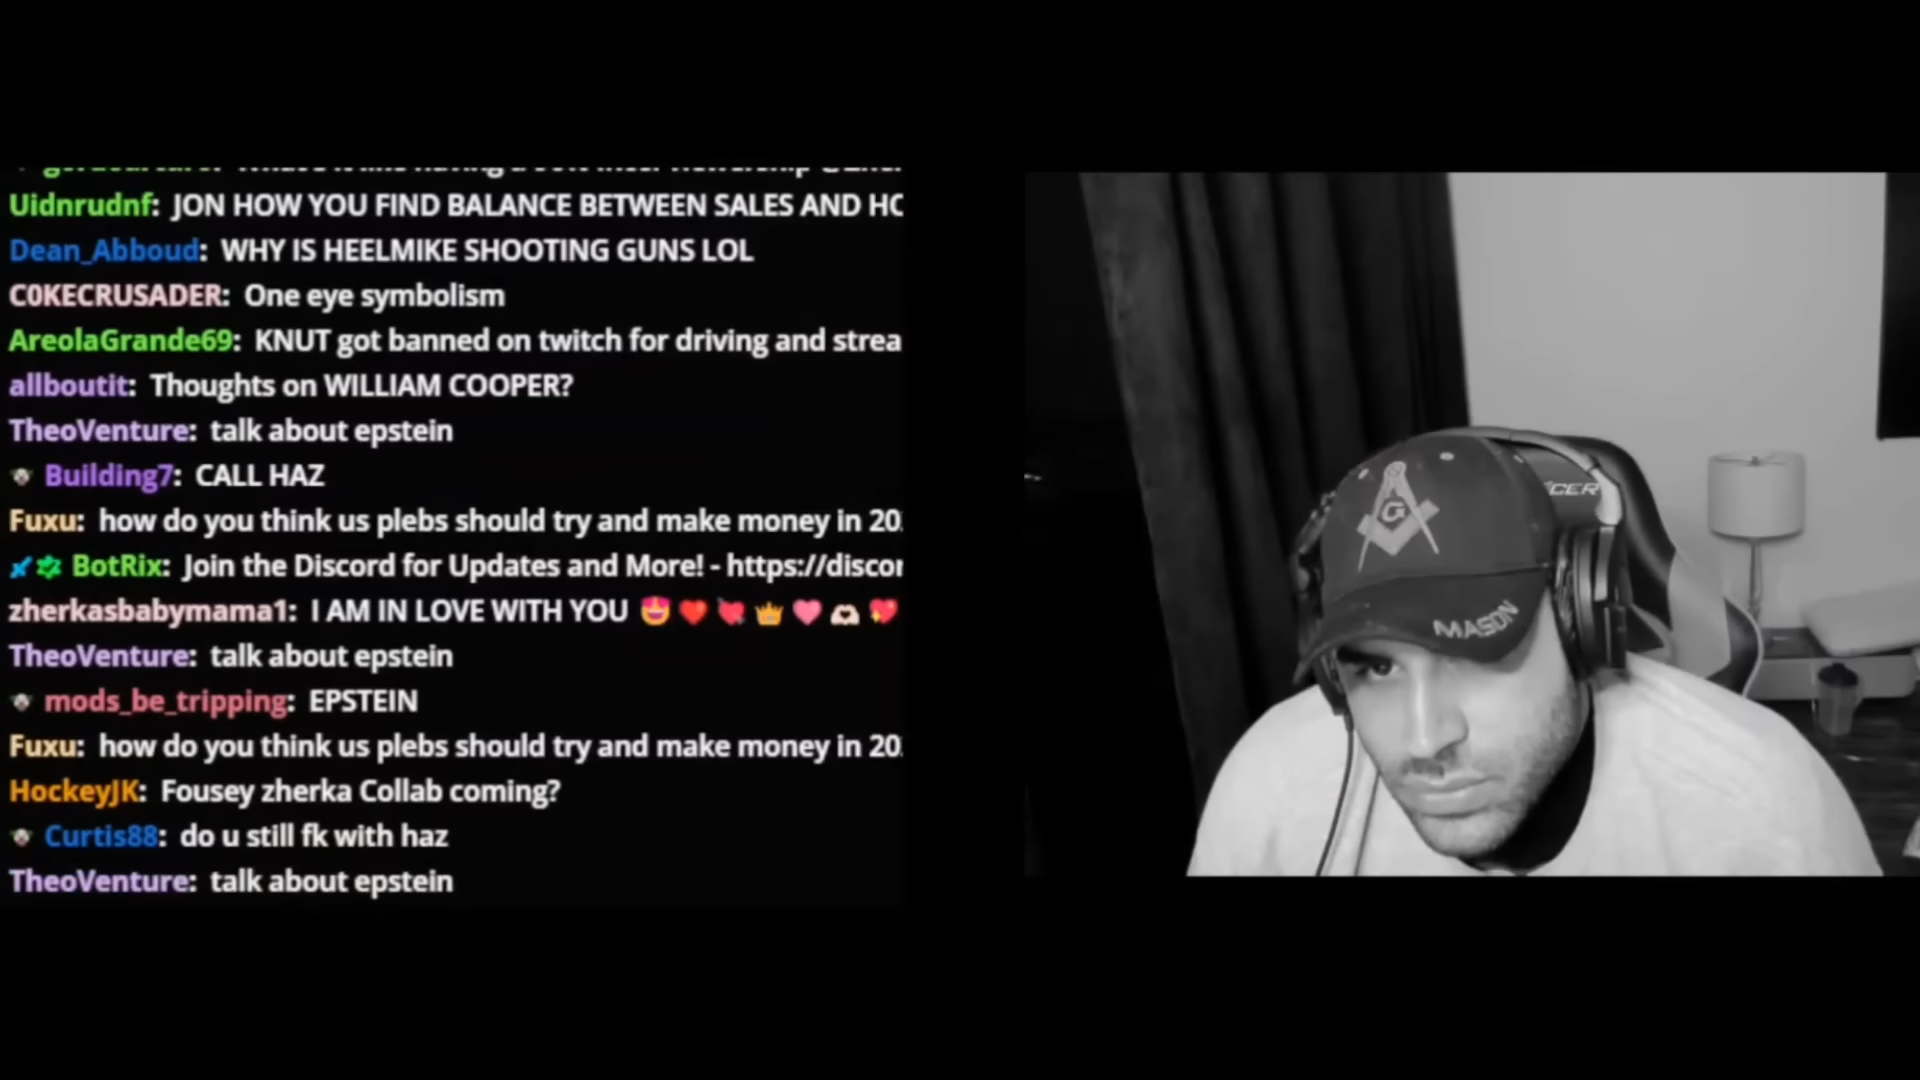 Uidnrudnf: JON HOW YOU FIND BALANCE BETWEEN SALES AND HO
Dean_Abboud: WHY IS HEELMIKE SHOOTING GUNS LOL
C0KECRUSADER: One eye symbolism
AreolaGrande69: KNUT got banned on twitch for driving and strea
allboutit: Thoughts on WILLIAM COOPER?
TheoVenture: talk about epstein
Building7: CALL HAZ
Fuxu: how do you think us plebs should try and make money in 20
BotRix: Join the Discord for Updates and More! - https://discor
zherkasbabymama1: I AM IN LOVE WITH YOU 😍 ❤️ 💘 👑 🩷 🫶 💖
TheoVenture: talk about epstein
mods_be_tripping: EPSTEIN
Fuxu: how do you think us plebs should try and make money in 20
HockeyJK: Fousey zherka Collab coming?
Curtis88: do u still fk with haz
TheoVenture: talk about epstein
G
MASON
CER